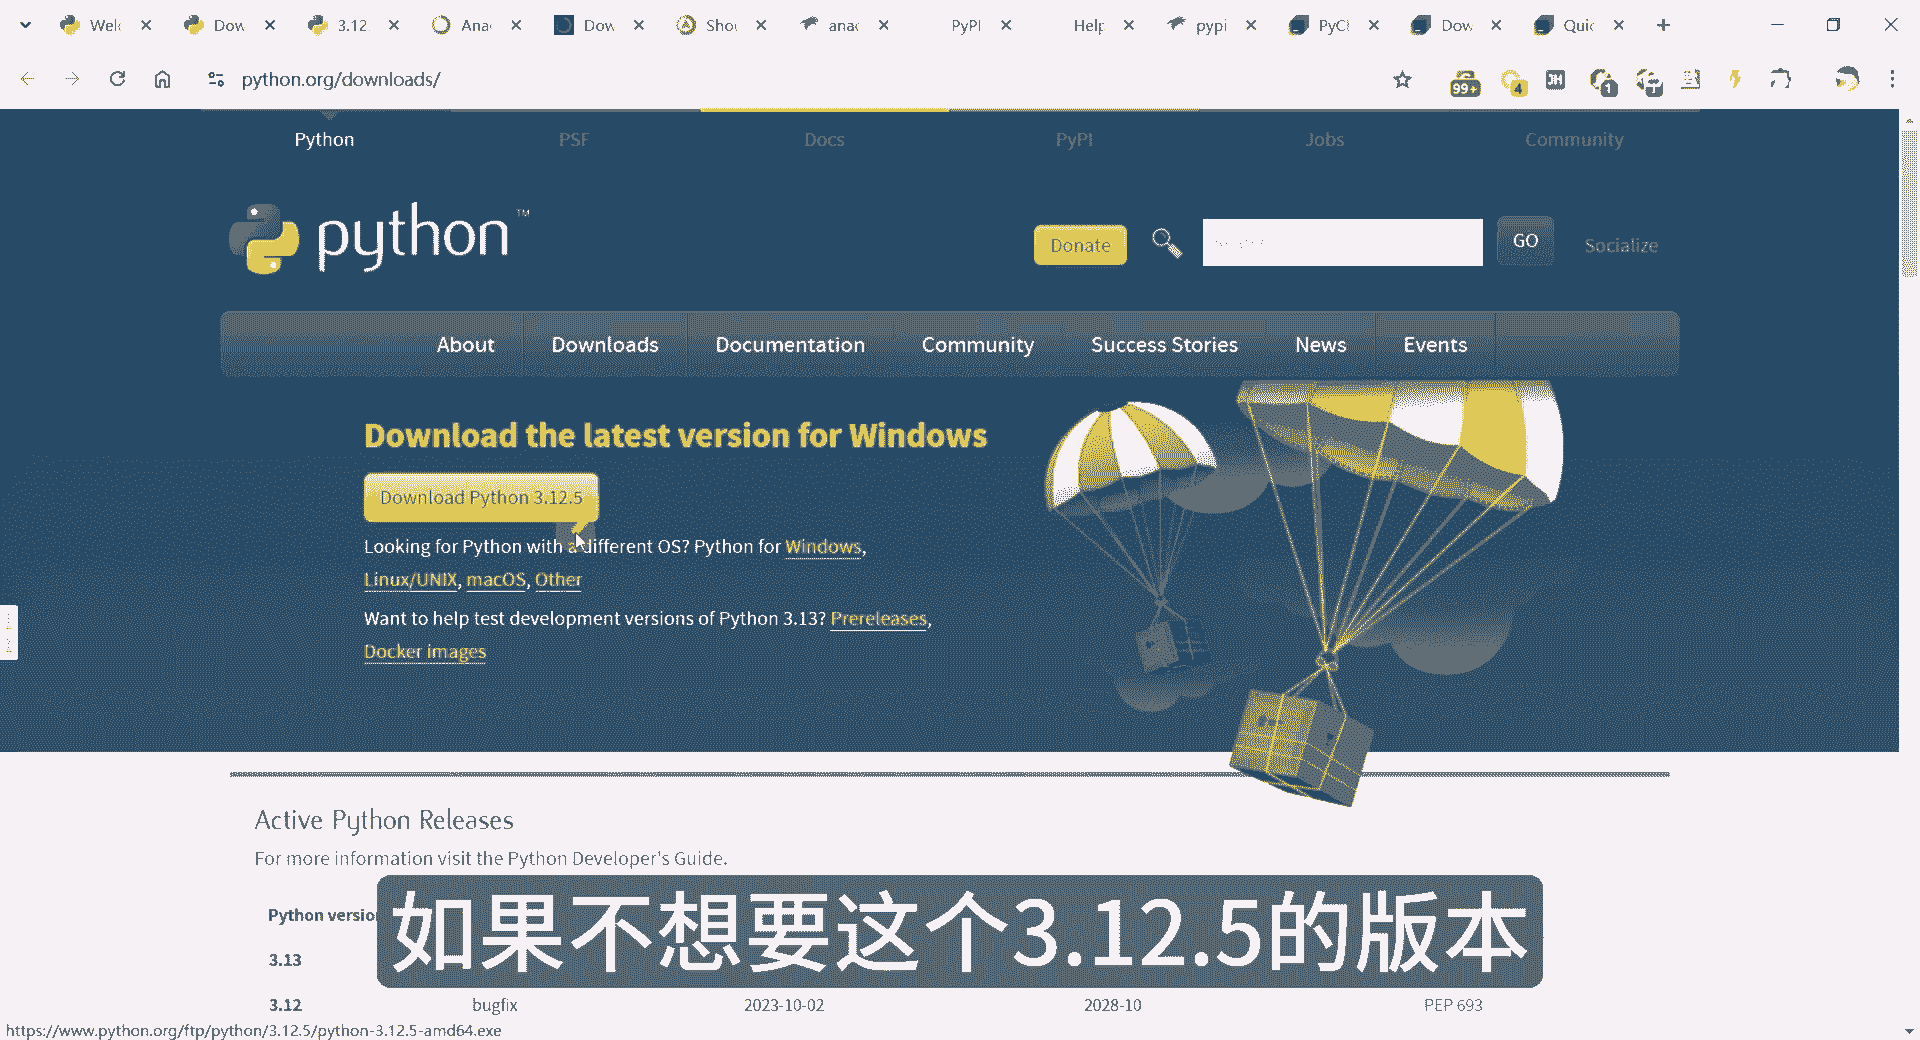 Welc
Dow
3.12
Ana
Dow
Shou
anac
PyPI
Help
pypi
PyCl
Dow
Quic
python.org/downloads/
99+
4
JH
1
Python
PSF
Docs
PyPI
Jobs
Community
python™
Donate
GO
Socialize
About
Downloads
Documentation
Community
Success Stories
News
Events
Download the latest version for Windows
Download Python 3.12.5
Looking for Python with a different OS? Python for Windows,
Linux/UNIX, macOS, Other
Want to help test development versions of Python 3.13? Prereleases,
Docker images
Active Python Releases
For more information visit the Python Developer's Guide.
Python version
如果不想要这个3.12.5的版本
3.13
3.12 bugfix 2023-10-02 2028-10 PEP 693
https://www.python.org/ftp/python/3.12.5/python-3.12.5-amd64.exe